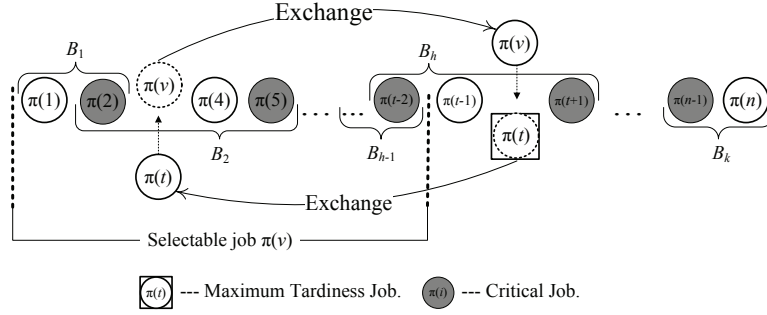 Exchange
B1 Bh π(v)
π(1) π(2) π(v) π(4) π(5) ... ... π(t-2) π(t-1) π(t+1) ... π(n-1) π(n)
π(t)
B2 Bh-1 Bk
π(t)
Exchange
Selectable job π(v)
π(t) --- Maximum Tardiness Job. π(i) --- Critical Job.